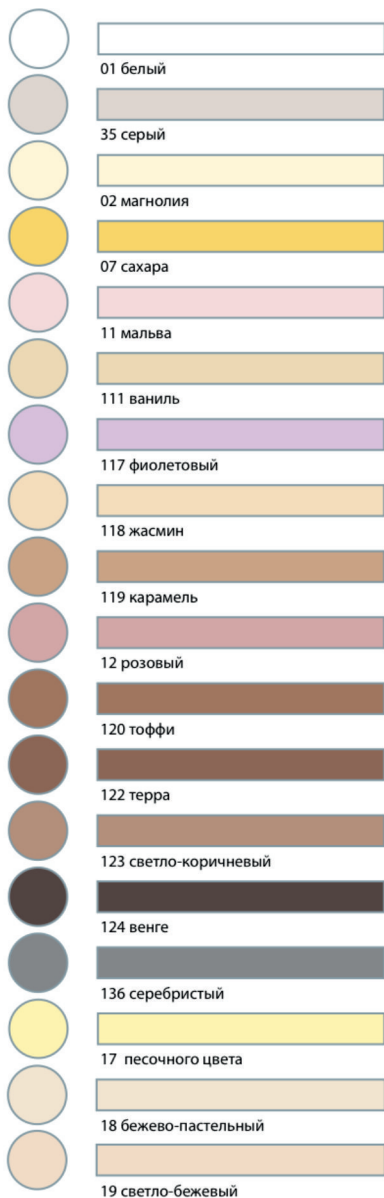 01 белый
35 серый
02 магнолия
07 сахара
11 мальва
111 ваниль
117 фиолетовый
118 жасмин
119 карамель
12 розовый
120 тоффи
122 терра
123 светло-коричневый
124 венге
136 серебристый
17  песочного цвета
18 бежево-пастельный
19 светло-бежевый